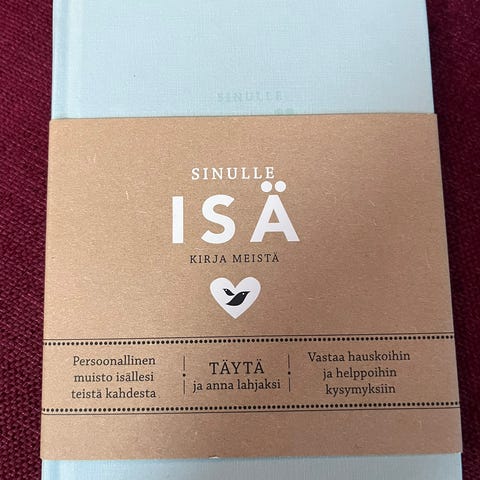 SINULLE
SINULLE
ISÄ
KIRJA MEISTÄ
Persoonallinen
muisto isällesi
teistä kahdesta
TÄYTÄ
ja anna lahjaksi
Vastaa hauskoihin
ja helppoihin
kysymyksiin